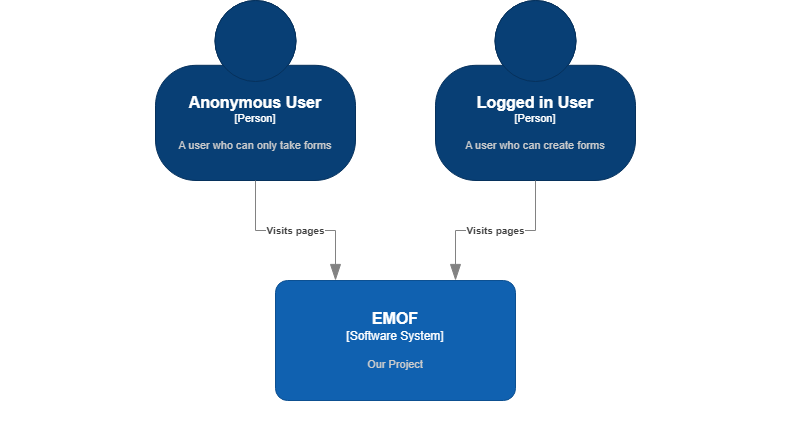 Anonymous User
[Person]
A user who can only take forms
Logged in User
[Person]
A user who can create forms
Visits pages
Visits pages
EMOF
[Software System]
Our Project